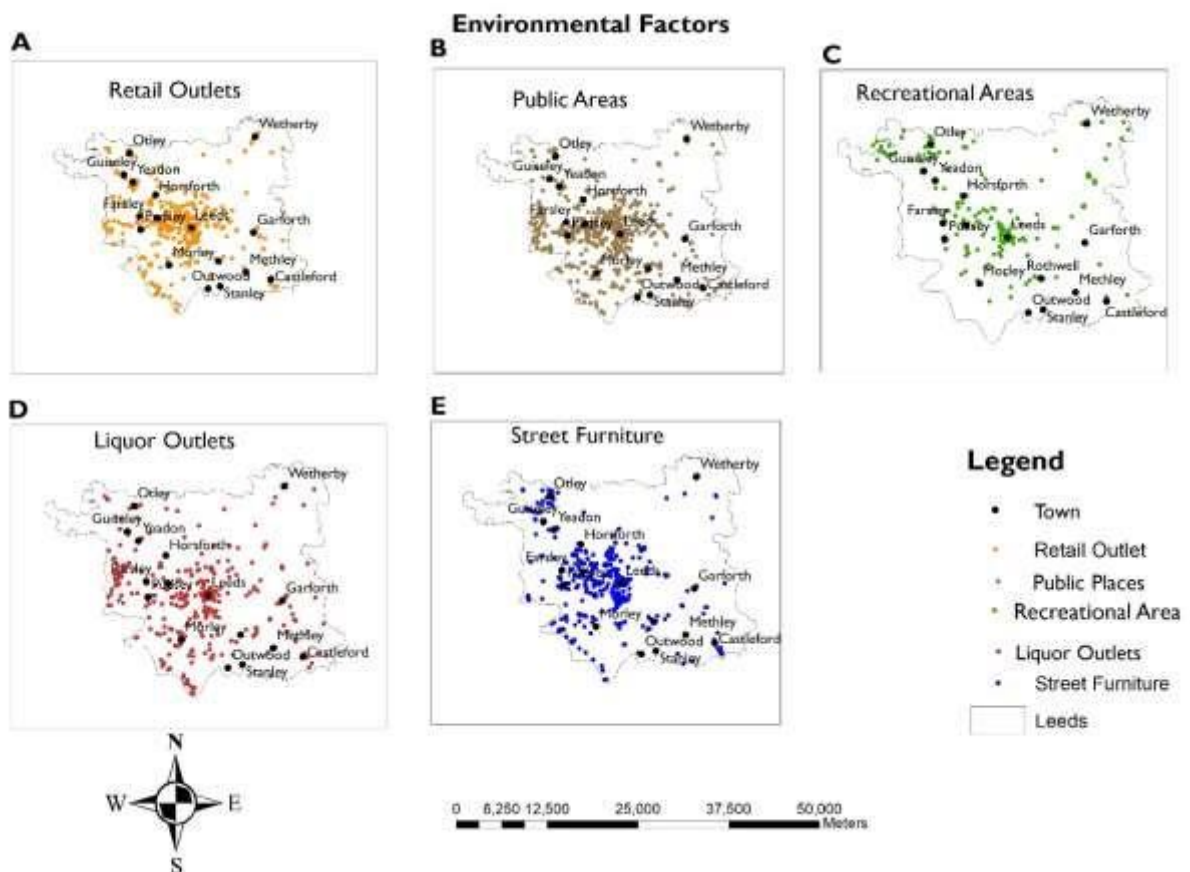 Environmental Factors
A
Retail Outlets
Wetherby
Otley
Guiseley
Yeadon
Horsforth
Farsley
Pudsey
Leeds
Garforth
Morley
Methley
Outwood
Castleford
Stanley
B
Public Areas
Wetherby
Otley
Guiseley
Yeadon
Horsforth
Farsley
Leeds
Garforth
Morley
Methley
Outwood
Castleford
Stanley
C
Recreational Areas
Wetherby
Otley
Guiseley
Yeadon
Horsforth
Farsley
Pudsey
Leeds
Garforth
Morley
Rothwell
Methley
Outwood
Castleford
Stanley
D
Liquor Outlets
Wetherby
Otley
Guiseley
Yeadon
Horsforth
Farsley
Leeds
Garforth
Morley
Methley
Outwood
Castleford
Stanley
E
Street Furniture
Wetherby
Otley
Guiseley
Yeadon
Horsforth
Farsley
Leeds
Garforth
Morley
Methley
Outwood
Castleford
Stanley
Legend
Town
Retail Outlet
Public Places
Recreational Area
Liquor Outlets
Street Furniture
Leeds
N
W E
S
0 6,250 12,500 25,000 37,500 50,000
Meters